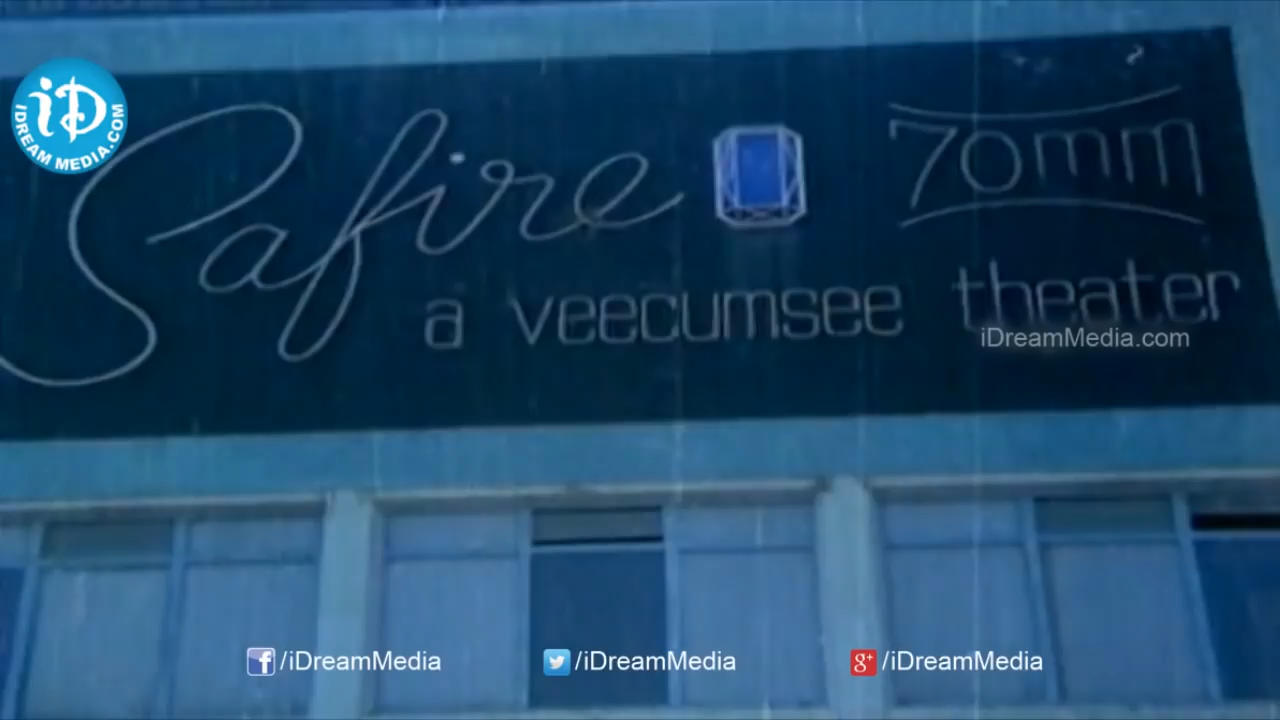 iD
IDREAM MEDIA.COM
Safire 70mm
a veecumsee theater
iDreamMedia.com
/iDreamMedia /iDreamMedia /iDreamMedia